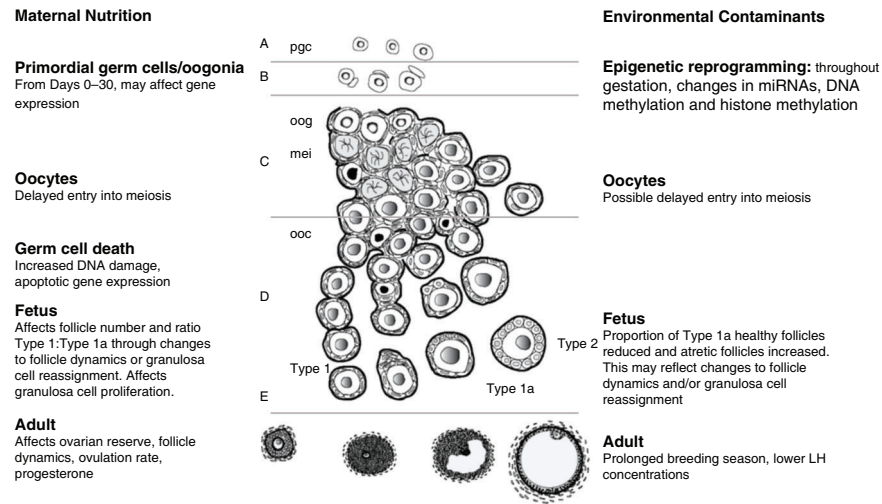 Maternal Nutrition
Primordial germ cells/oogonia
From Days 0–30, may affect gene
expression
Oocytes
Delayed entry into meiosis
Germ cell death
Increased DNA damage,
apoptotic gene expression
Fetus
Affects follicle number and ratio
Type 1:Type 1a through changes
to follicle dynamics or granulosa
cell reassignment. Affects
granulosa cell proliferation.
Adult
Affects ovarian reserve, follicle
dynamics, ovulation rate,
progesterone
A
pgc
B
oog
mei
C
ooc
D
Type 2
Type 1
Type 1a
E
Environmental Contaminants
Epigenetic reprogramming: throughout
gestation, changes in miRNAs, DNA
methylation and histone methylation
Oocytes
Possible delayed entry into meiosis
Fetus
Proportion of Type 1a healthy follicles
reduced and atretic follicles increased.
This may reflect changes to follicle
dynamics and/or granulosa cell
reassignment
Adult
Prolonged breeding season, lower LH
concentrations